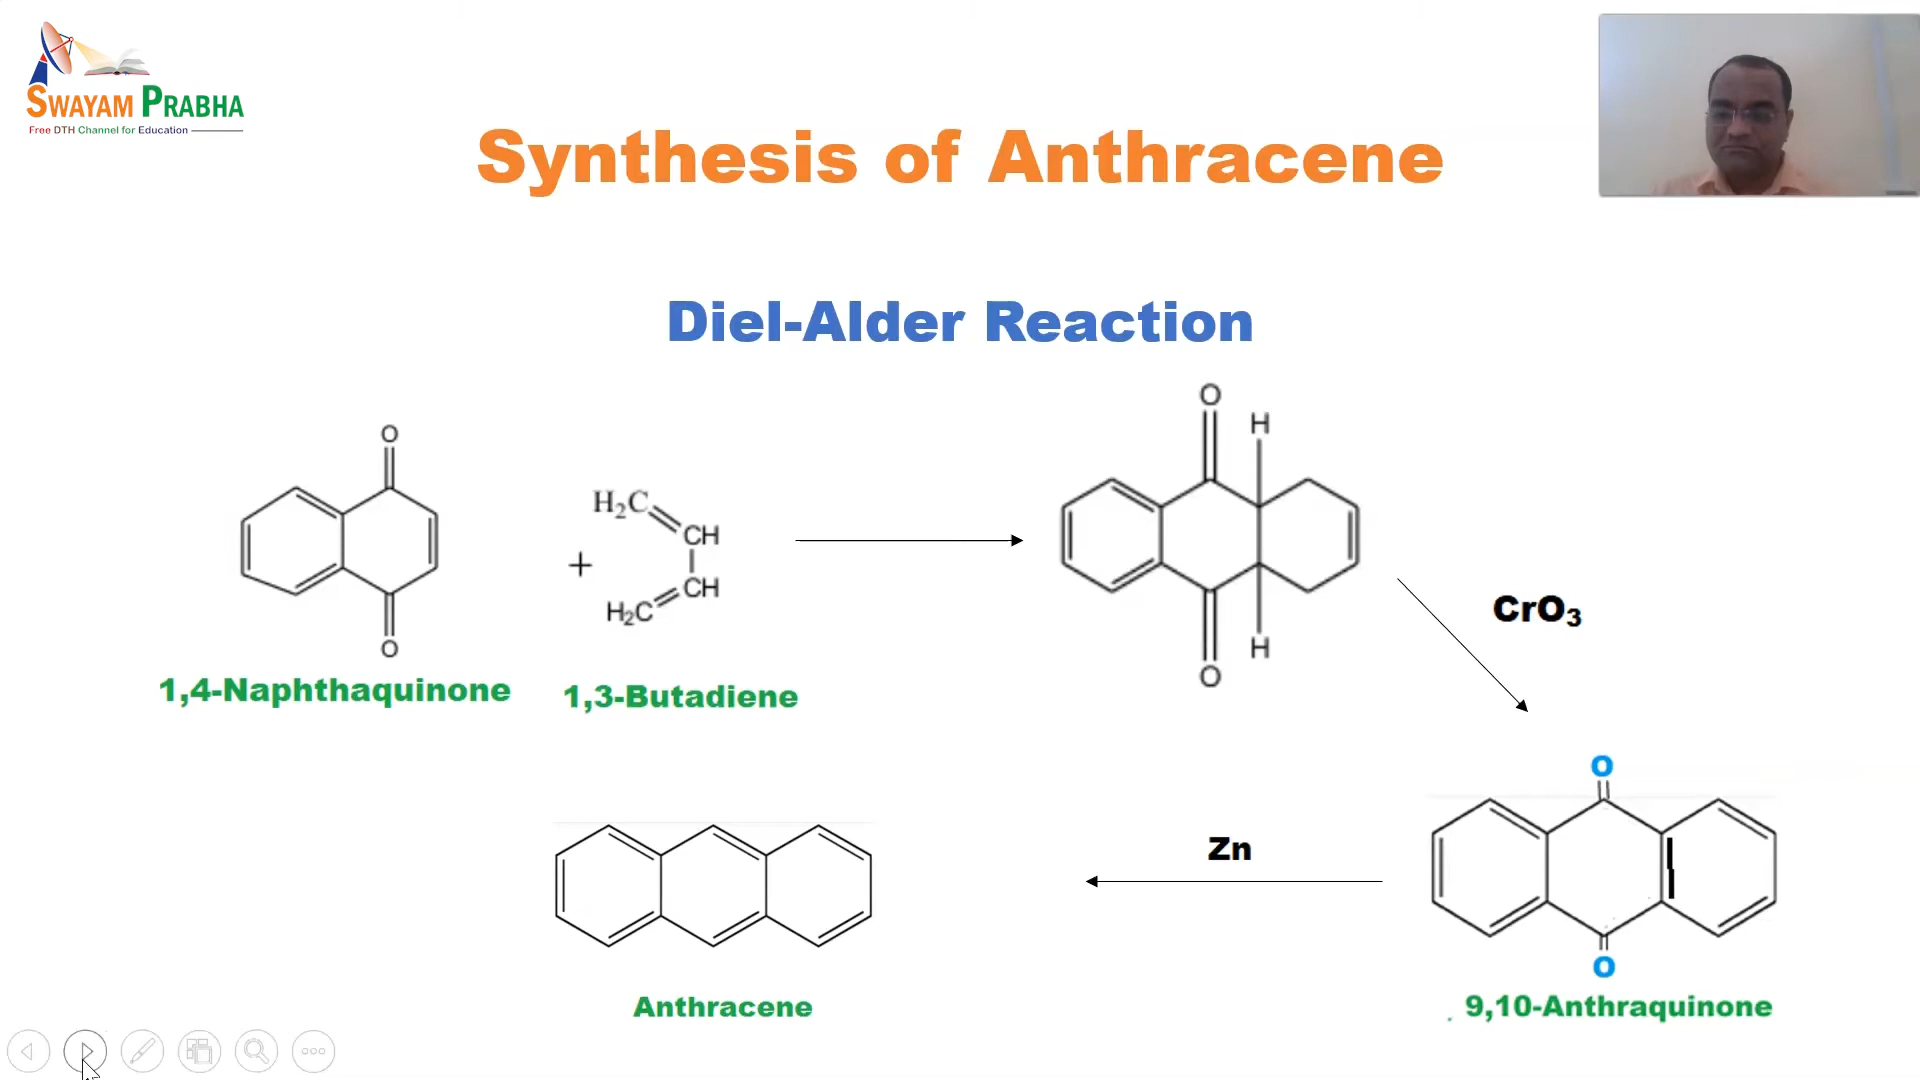 SWAYAM PRABHA
Free DTH Channel for Education
Synthesis of Anthracene
Diel-Alder Reaction
O
O
1,4-Naphthaquinone
+
H₂C
CH
CH
H₂C
1,3-Butadiene
O
H
H
O
CrO₃
O
O
9,10-Anthraquinone
Zn
Anthracene